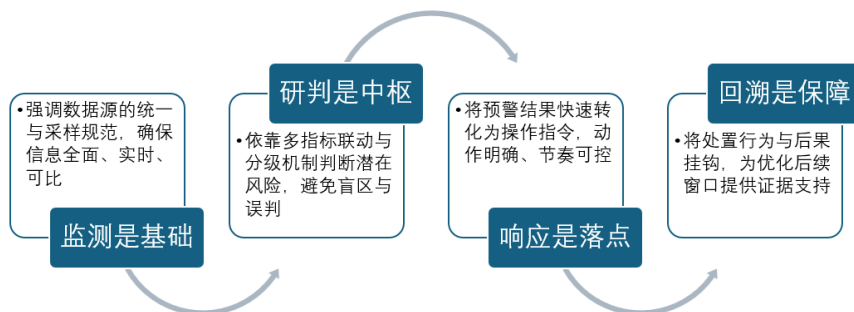 •强调数据源的统一
与采样规范，确保
信息全面、实时、
可比
监测是基础
研判是中枢
•依靠多指标联动与
分级机制判断潜在
风险，避免盲区与
误判
•将预警结果快速转
化为操作指令，动
作明确、节奏可控
响应是落点
回溯是保障
•将处置行为与后果
挂钩，为优化后续
窗口提供证据支持